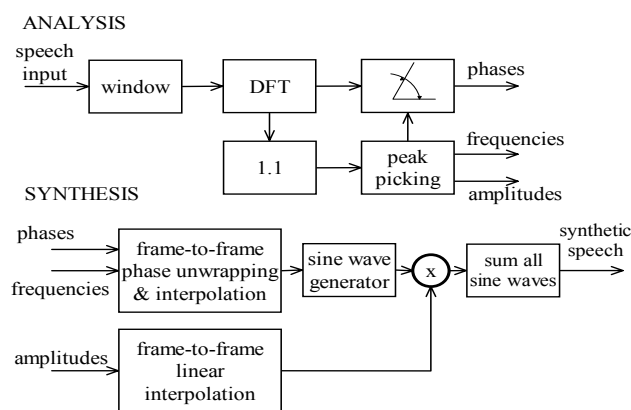 ANALYSIS
speech
input
window
DFT
phases
1.1
peak
picking
frequencies
amplitudes
SYNTHESIS
phases
frequencies
frame-to-frame
phase unwrapping
& interpolation
sine wave
generator
x
sum all
sine waves
synthetic
speech
amplitudes
frame-to-frame
linear
interpolation